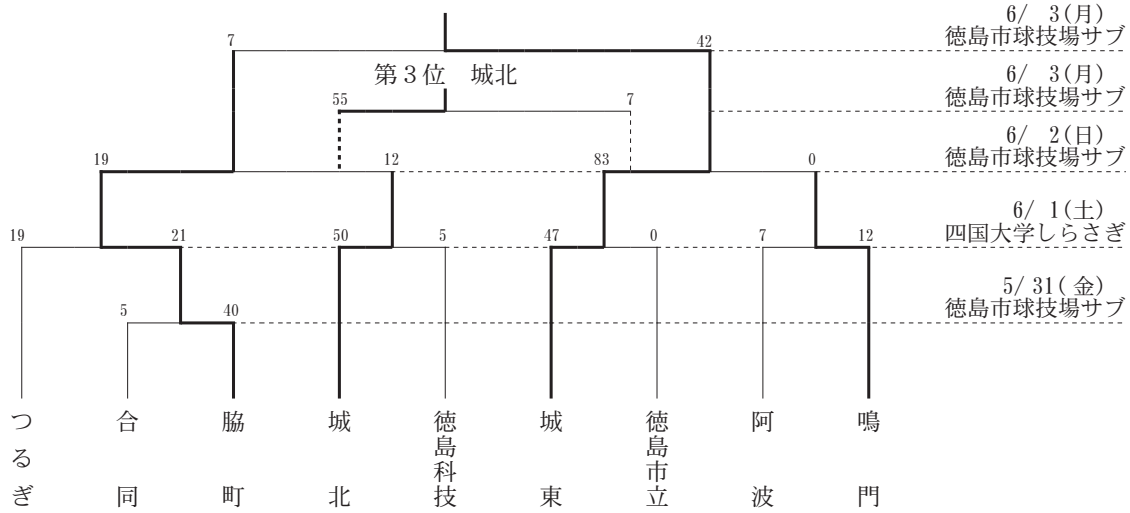 6/ 3(月)
徳島市球技場サブ
7
42
第3位 城北
6/ 3(月)
徳島市球技場サブ
55
7
6/ 2(日)
徳島市球技場サブ
19
12
83
0
6/ 1(土)
四国大学しらさぎ
19
21
50
5
47
0
7
12
5/31(金)
徳島市球技場サブ
5
40
つるぎ
合同
脇町
城北
徳島科技
城東
徳島市立
阿波
鳴門